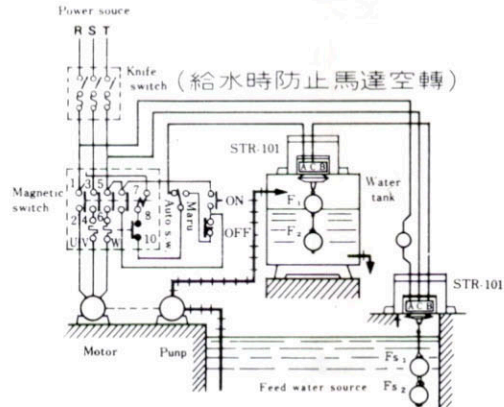 Power souce
R S T
Knife switch
(給水時防止馬達空轉)
STR-101
A C B
Water tank
F₁
F₂
Magnetic switch
1 3 5 7
2 4 6 8
10
U V W
Auto s.w.
Maru
ON
OFF
STR-101
A C B
Motor
Punp
Feed water source
Fs₁
Fs₂